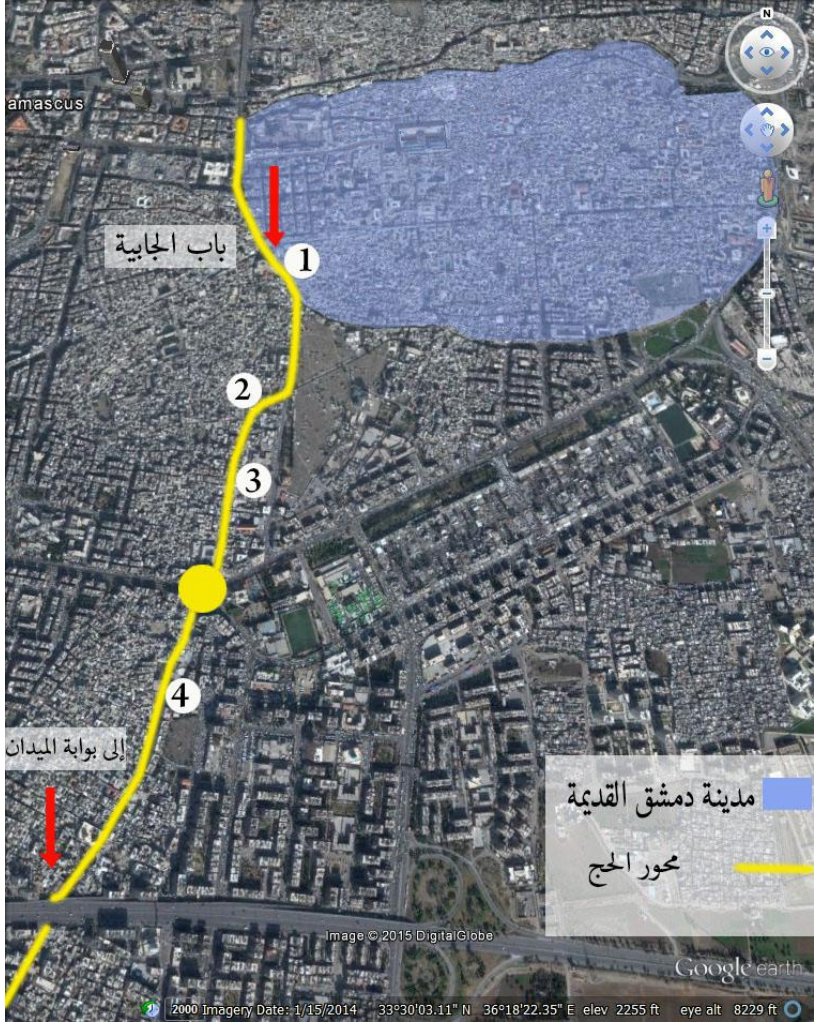 N
amascus
باب الجابية
1
2
3
4
إلى بوابة الميدان
مدينة دمشق القديمة
محور الحج
Image © 2015 DigitalGlobe
Google earth
2000 Imagery Date: 1/15/2014 33°30'03.11" N 36°18'22.35" E elev 2255 ft eye alt 8229 ft